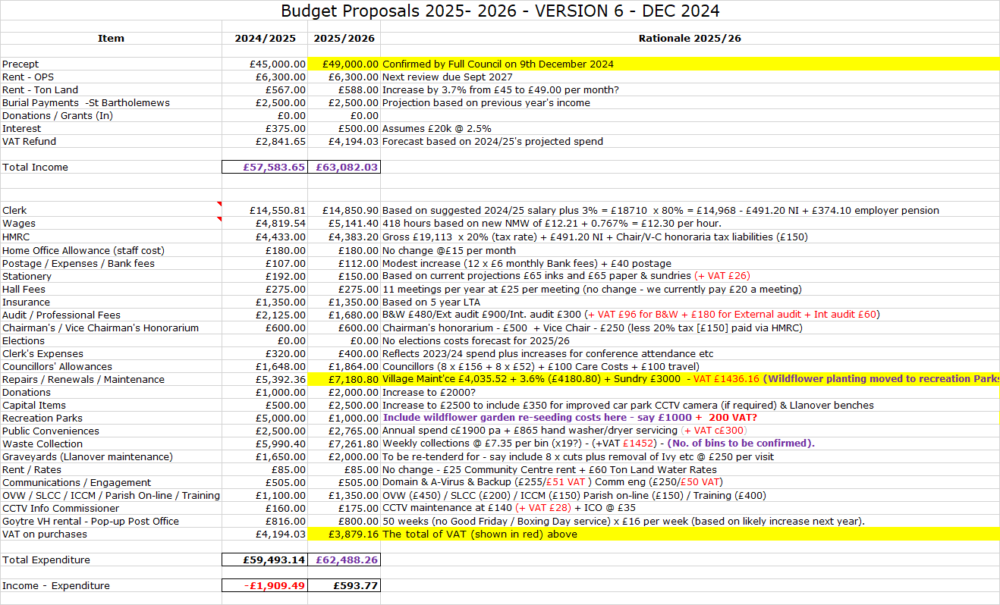 Budget Proposals 2025- 2026 - VERSION 6 - DEC 2024
Item 2024/2025 2025/2026 Rationale 2025/26
Precept £45,000.00 £49,000.00 Confirmed by Full Council on 9th December 2024
Rent - OPS £6,300.00 £6,300.00 Next review due Sept 2027
Rent - Ton Land £567.00 £588.00 Increase by 3.7% from £45 to £49.00 per month?
Burial Payments -St Bartholemews £2,500.00 £2,500.00 Projection based on previous year's income
Donations / Grants (In) £0.00 £0.00
Interest £375.00 £500.00 Assumes £20k @ 2.5%
VAT Refund £2,841.65 £4,194.03 Forecast based on 2024/25's projected spend
Total Income £57,583.65 £63,082.03
Clerk £14,550.81 £14,850.90 Based on suggested 2024/25 salary plus 3% = £18710 x 80% = £14,968 - £491.20 NI + £374.10 employer pension
Wages £4,819.54 £5,141.40 418 hours based on new NMW of £12.21 + 0.767% = £12.30 per hour.
HMRC £4,433.00 £4,383.20 Gross £19,113 x 20% (tax rate) + £491.20 NI + Chair/V-C honoraria tax liabilities (£150)
Home Office Allowance (staff cost) £180.00 £180.00 No change @£15 per month
Postage / Expenses / Bank fees £107.00 £112.00 Modest increase (12 x £6 monthly Bank fees) + £40 postage
Stationery £192.00 £150.00 Based on current projections £65 inks and £65 paper & sundries (+ VAT £26)
Hall Fees £275.00 £275.00 11 meetings per year at £25 per meeting (no change - we currently pay £20 a meeting)
Insurance £1,350.00 £1,350.00 Based on 5 year LTA
Audit / Professional Fees £2,125.00 £1,680.00 B&W £480/Ext audit £900/Int. audit £300 (+ VAT £96 for B&W + £180 for External audit + Int audit £60)
Chairman's / Vice Chairman's Honorarium £600.00 £600.00 Chairman's honorarium - £500 + Vice Chair - £250 (less 20% tax [£150] paid via HMRC)
Elections £0.00 £0.00 No elections costs forecast for 2025/26
Clerk's Expenses £320.00 £400.00 Reflects 2023/24 spend plus increases for conference attendance etc
Councillors' Allowances £1,648.00 £1,864.00 Councillors (8 x £156 + 8 x £52) + £100 Care Costs + £100 travel)
Repairs / Renewals / Maintenance £5,392.36 £7,180.80 Village Maint'ce £4,035.52 + 3.6% (£4180.80) + Sundry £3000 - VAT £1436.16 (Wildflower planting moved to recreation Parks
Donations £1,000.00 £2,000.00 Increase to £2000?
Capital Items £500.00 £2,500.00 Increase to £2500 to include £350 for improved car park CCTV camera (if required) & Llanover benches
Recreation Parks £5,000.00 £1,000.00 Include wildflower garden re-seeding costs here - say £1000 + 200 VAT?
Public Conveniences £2,500.00 £2,765.00 Annual spend c£1900 pa + £865 hand washer/dryer servicing (+ VAT c£300)
Waste Collection £5,990.40 £7,261.80 Weekly collections @ £7.35 per bin (x19?) - (+VAT £1452) - (No. of bins to be confirmed).
Graveyards (Llanover maintenance) £1,650.00 £2,000.00 To be re-tenderd for - say include 8 x cuts plus removal of Ivy etc @ £250 per visit
Rent / Rates £85.00 £85.00 No change - £25 Community Centre rent + £60 Ton Land Water Rates
Communications / Engagement £505.00 £505.00 Domain & A-Virus & Backup (£255/£51 VAT ) Comm eng (£250/£50 VAT)
OVW / SLCC / ICCM / Parish On-line / Training £1,100.00 £1,350.00 OVW (£450) / SLCC (£200) / ICCM (£150) Parish on-line (£150) / Training (£400)
CCTV Info Commissioner £160.00 £175.00 CCTV maintenance at £140 (+ VAT £28) + ICO @ £35
Goytre VH rental - Pop-up Post Office £816.00 £800.00 50 weeks (no Good Friday / Boxing Day service) x £16 per week (based on likely increase next year).
VAT on purchases £4,194.03 £3,879.16 The total of VAT (shown in red) above
Total Expenditure £59,493.14 £62,488.26
Income - Expenditure -£1,909.49 £593.77